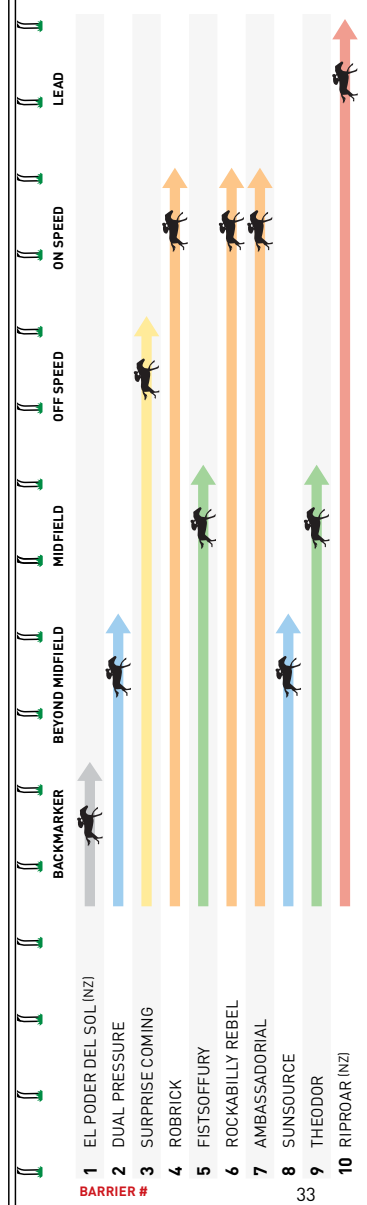 BACKMARKER BEYOND MIDFIELD MIDFIELD OFF SPEED ON SPEED LEAD
1 EL PODER DEL SOL (NZ)
2 DUAL PRESSURE
3 SURPRISE COMING
4 ROBRICK
5 FISTSOFFURY
6 ROCKABILLY REBEL
7 AMBASSADORIAL
8 SUNSOURCE
9 THEODOR
10 RIPROAR (NZ)
BARRIER #
33